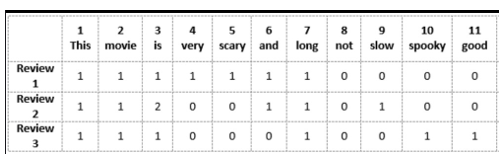 1 2 3 4 5 6 7 8 9 10 11
This movie is very scary and long not slow spooky good
Review 1 1 1 1 1 1 1 1 0 0 0 0
Review 2 1 1 2 0 0 1 1 0 1 0 0
Review 3 1 1 1 0 0 0 1 0 0 1 1